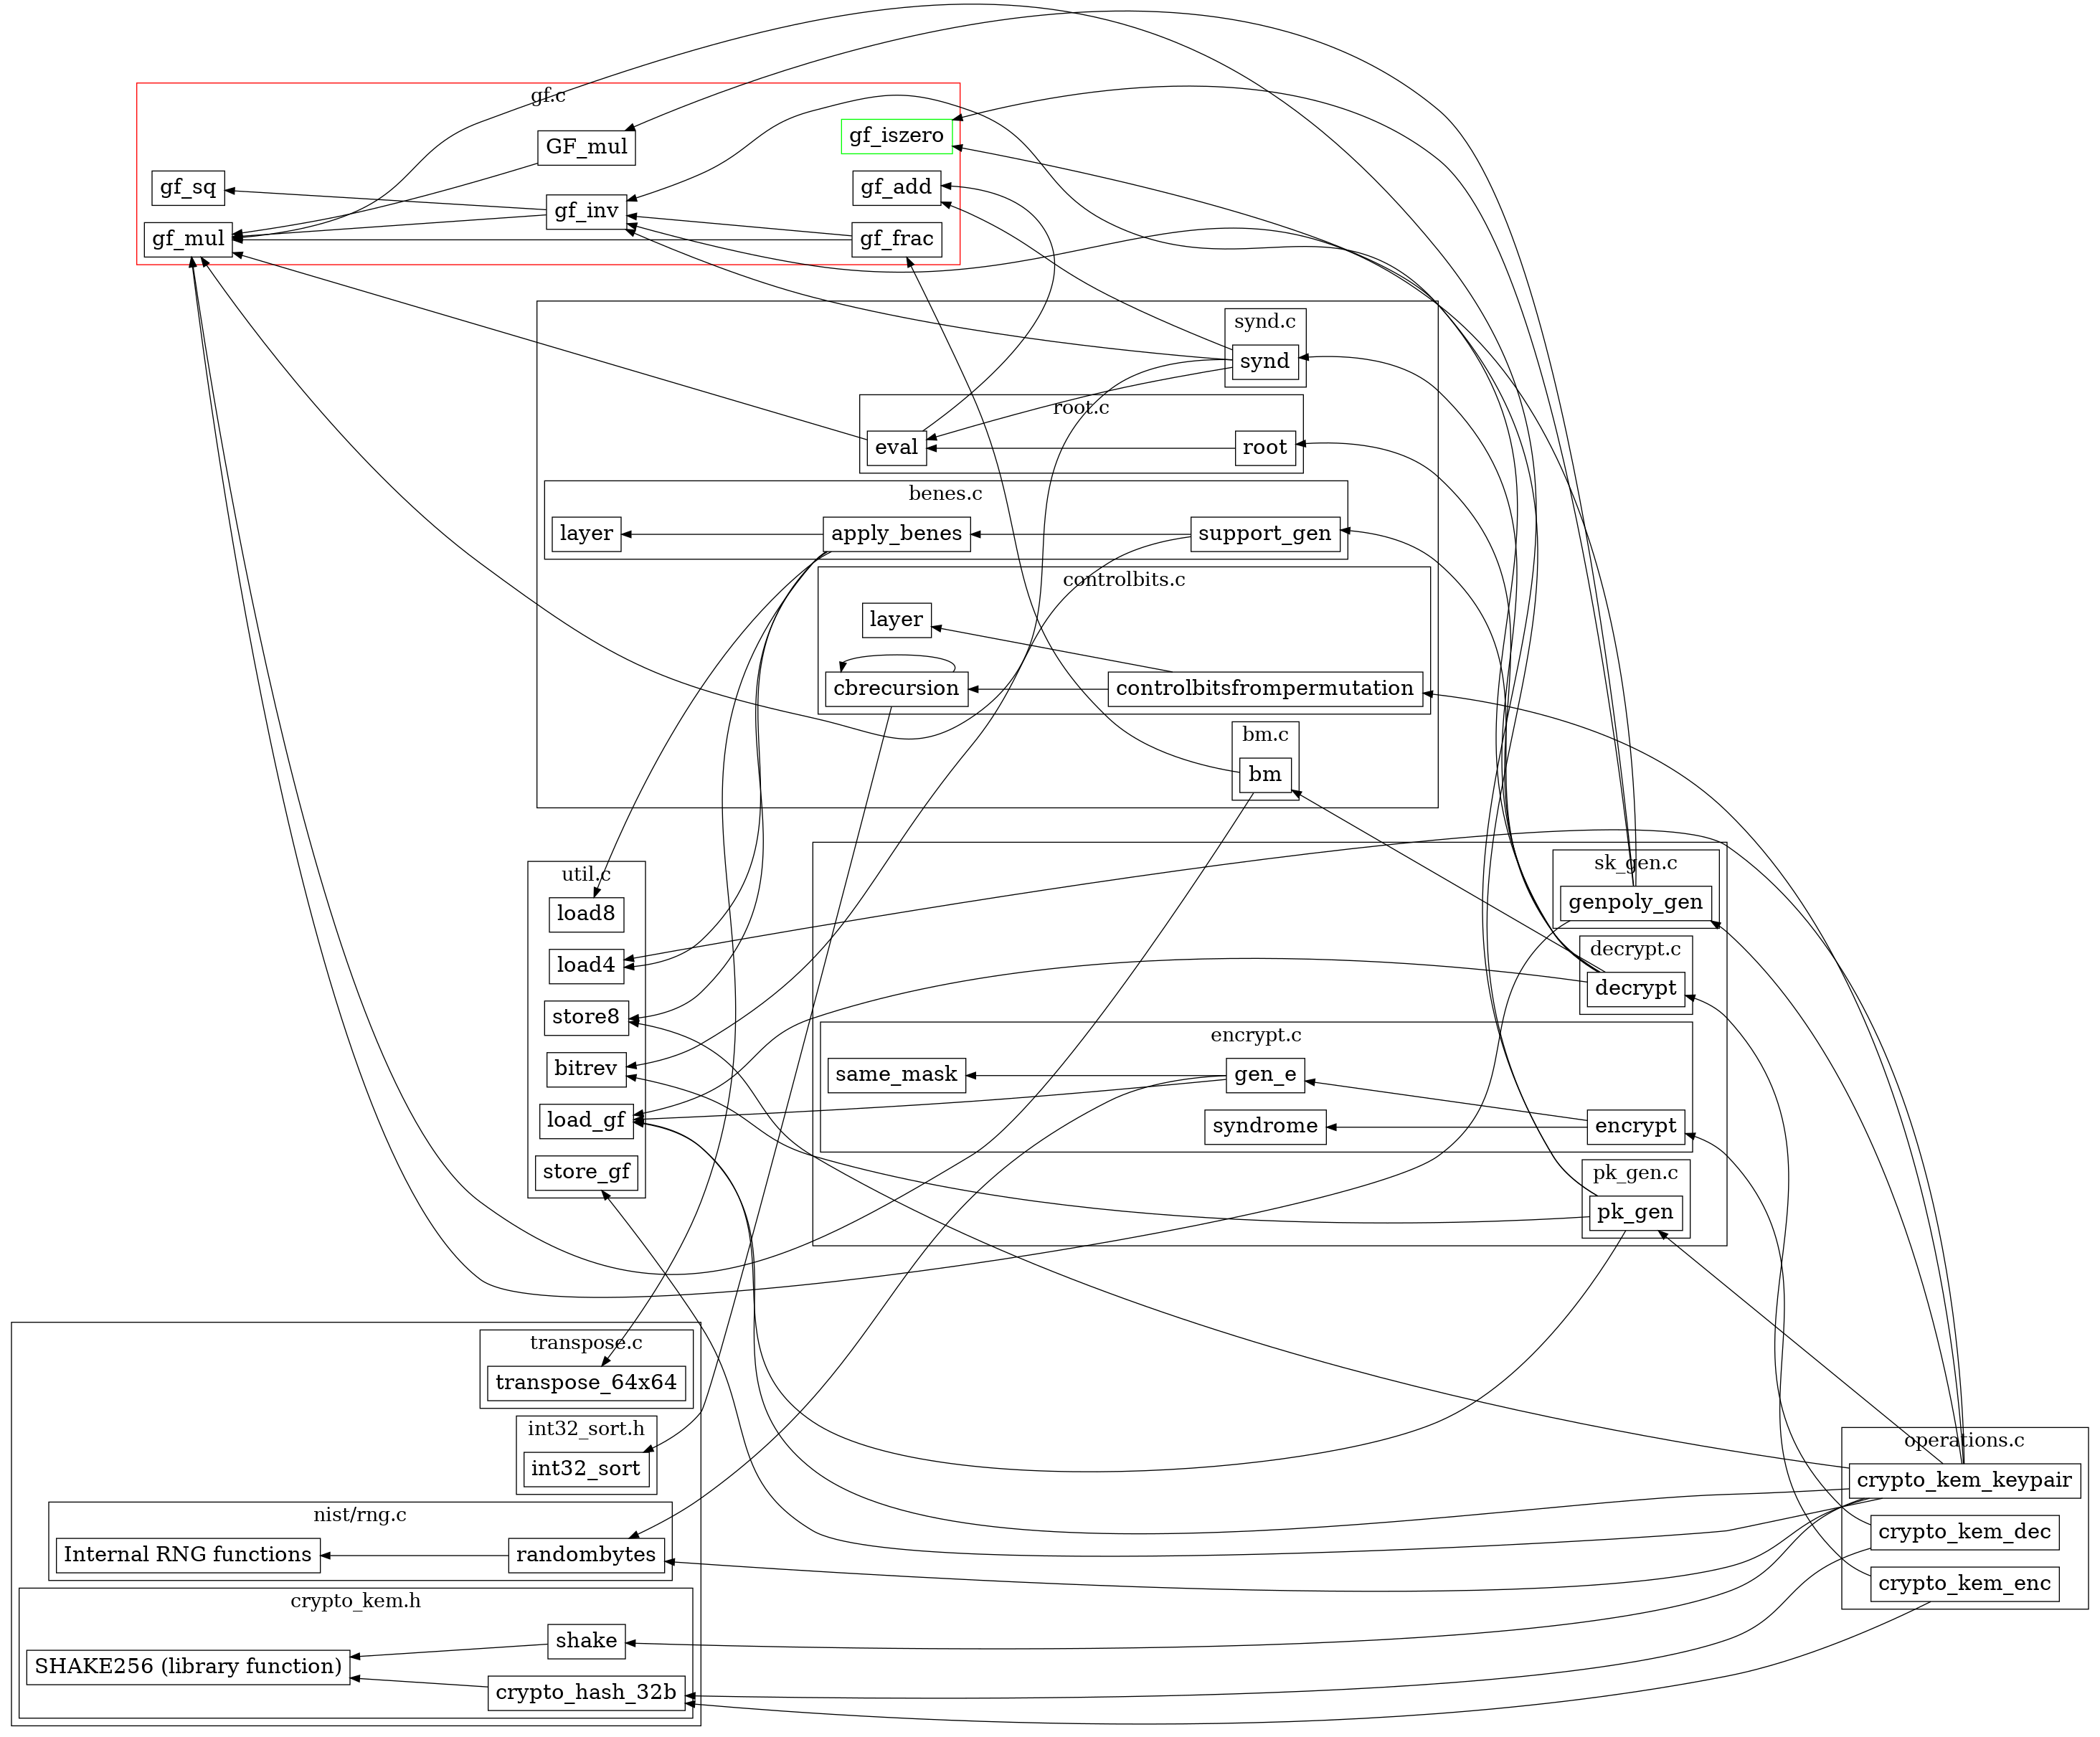 gf.c
gf_iszero
GF_mul
gf_sq
gf_add
gf_inv
gf_mul
gf_frac
synd.c
synd
root.c
eval
root
benes.c
layer
apply_benes
support_gen
controlbits.c
layer
cbrecursion
controlbitsfrompermutation
bm.c
bm
util.c
load8
load4
store8
bitrev
load_gf
store_gf
sk_gen.c
genpoly_gen
decrypt.c
decrypt
encrypt.c
same_mask
gen_e
syndrome
encrypt
pk_gen.c
pk_gen
transpose.c
transpose_64x64
int32_sort.h
int32_sort
nist/rng.c
Internal RNG functions
randombytes
crypto_kem.h
shake
SHAKE256 (library function)
crypto_hash_32b
operations.c
crypto_kem_keypair
crypto_kem_dec
crypto_kem_enc